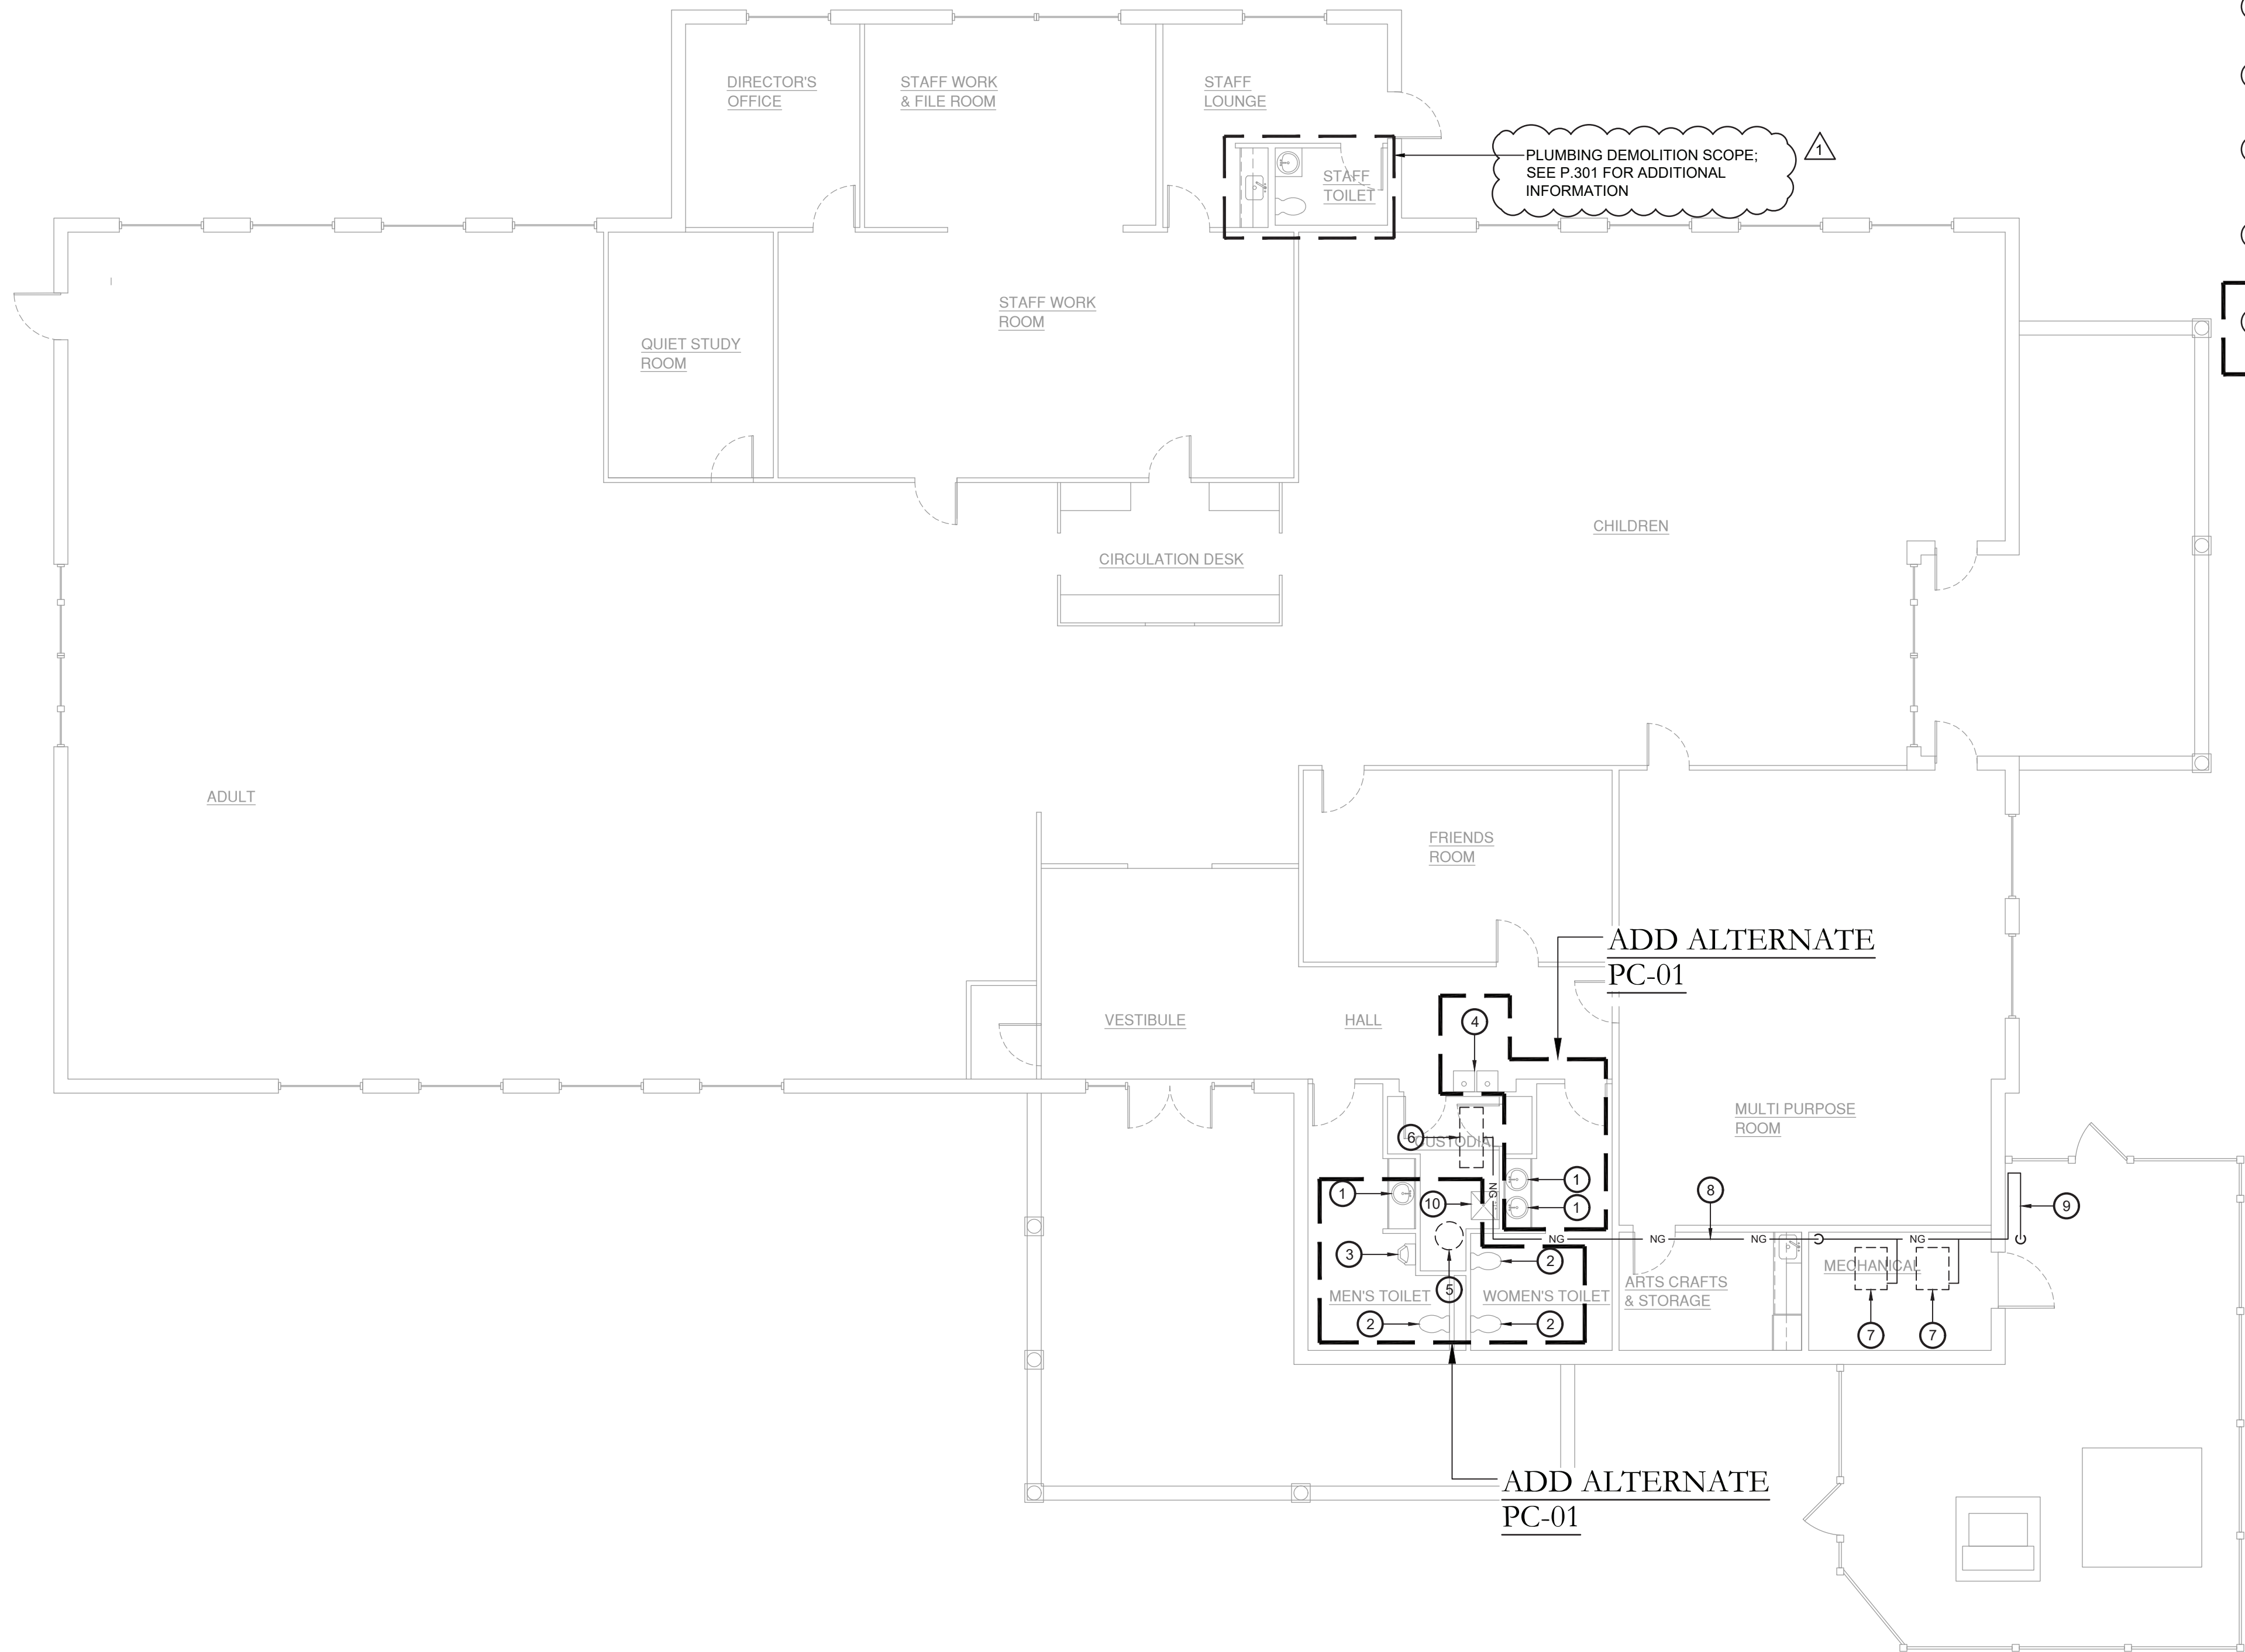 DIRECTOR'S
OFFICE
STAFF WORK
& FILE ROOM
STAFF
LOUNGE
PLUMBING DEMOLITION SCOPE;
SEE P.301 FOR ADDITIONAL
INFORMATION
1
STAFF
TOILET
STAFF WORK
ROOM
QUIET STUDY
ROOM
CHILDREN
CIRCULATION DESK
ADULT
FRIENDS
ROOM
ADD ALTERNATE
PC-01
VESTIBULE
HALL
4
MULTI PURPOSE
ROOM
6
CUSTODIAL
1
10
NG
1
1
8
9
3
5
2
NG
NG
NG
NG
MECHANICAL
ARTS CRAFTS
& STORAGE
MEN'S TOILET
WOMEN'S TOILET
2
2
7
7
ADD ALTERNATE
PC-01